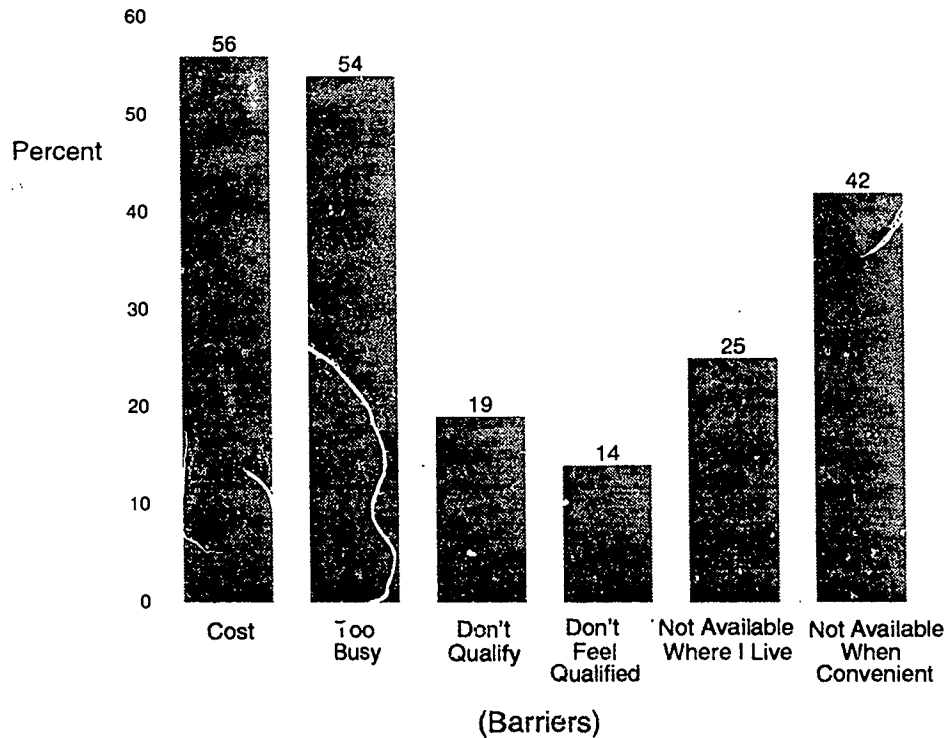 60
56
54
50
Percent
42
40
30
25
20
19
14
10
0
Cost
Too
Busy
Don't
Qualify
Don't
Feel
Qualified
Not Available
Where I Live
Not Available
When
Convenient
(Barriers)